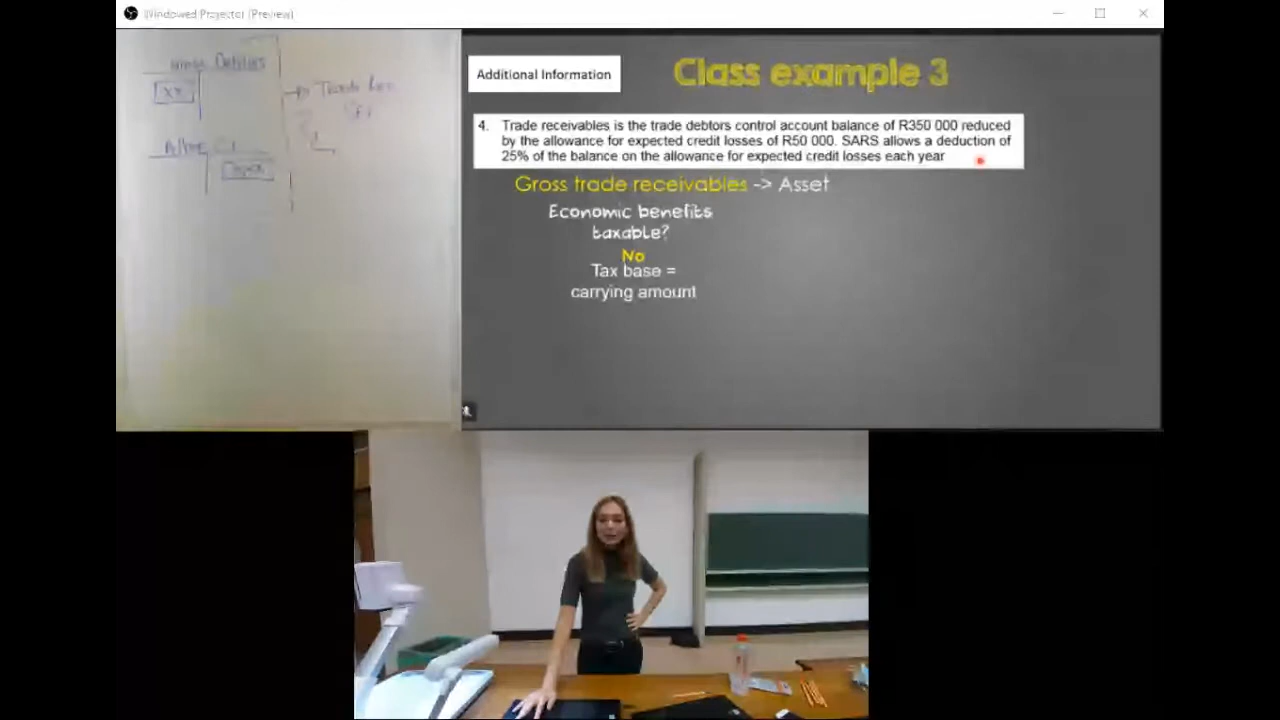 Windowed Projector (Preview)
Debtors
Trade Rec
Additional Information
Class example 3
4. Trade receivables is the trade debtors control account balance of R350 000 reduced
by the allowance for expected credit losses of R50 000. SARS allows a deduction of
25% of the balance on the allowance for expected credit losses each year
Gross trade receivables -> Asset
Economic benefits
taxable?
No
Tax base =
carrying amount